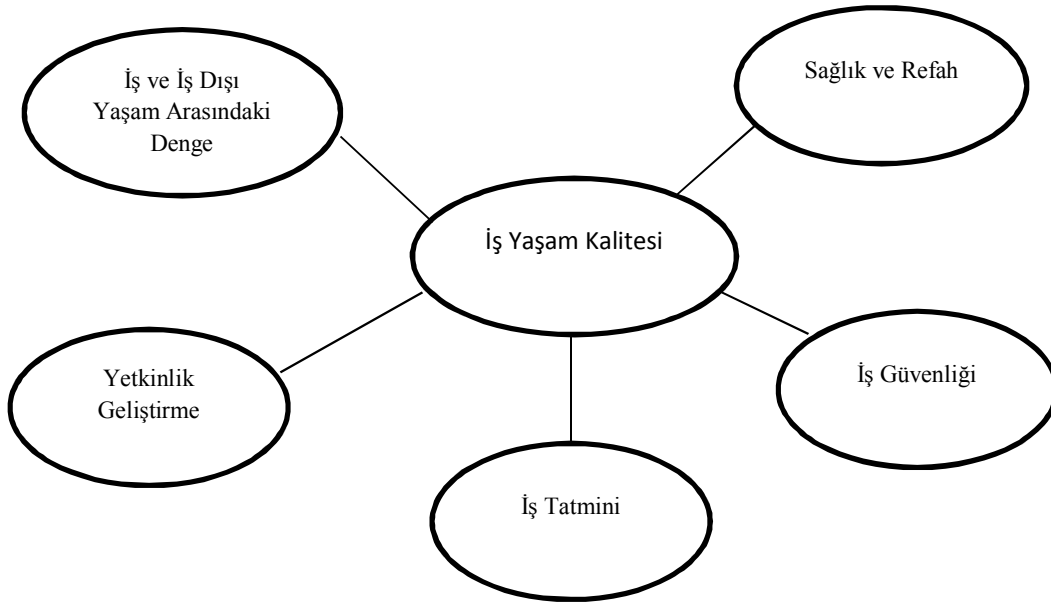 İş ve İş Dışı
Yaşam Arasındaki
Denge
Sağlık ve Refah
İş Yaşam Kalitesi
Yetkinlik
Geliştirme
İş Güvenliği
İş Tatmini